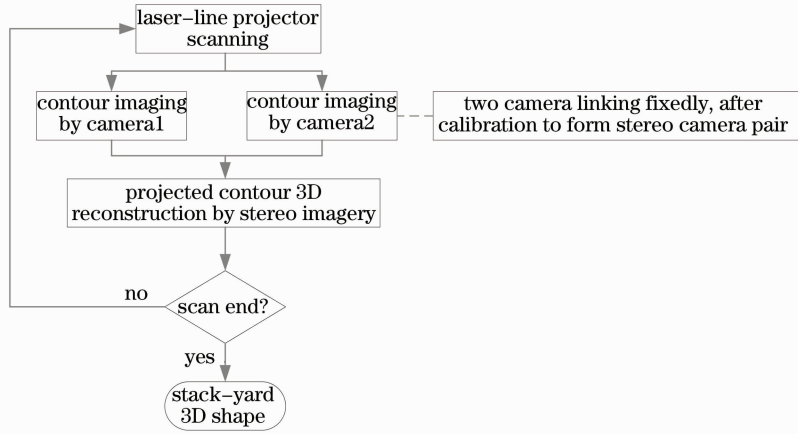 laser-line projector
scanning
contour imaging
by camera1
contour imaging
by camera2
two camera linking fixedly, after
calibration to form stereo camera pair
projected contour 3D
reconstruction by stereo imagery
no
scan end?
yes
stack-yard
3D shape